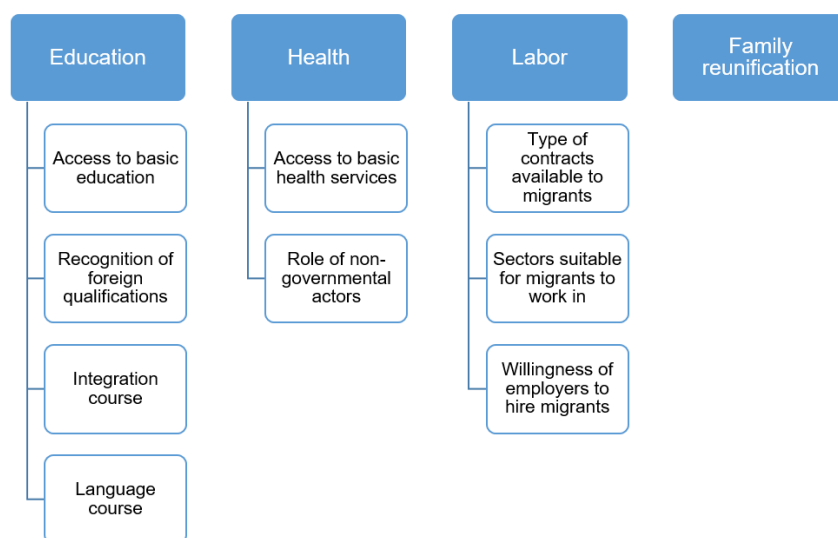 Education
Access to basic
education
Recognition of
foreign
qualifications
Integration
course
Language
course
Health
Access to basic
health services
Role of non-
governmental
actors
Labor
Type of
contracts
available to
migrants
Sectors suitable
for migrants to
work in
Willingness of
employers to
hire migrants
Family
reunification